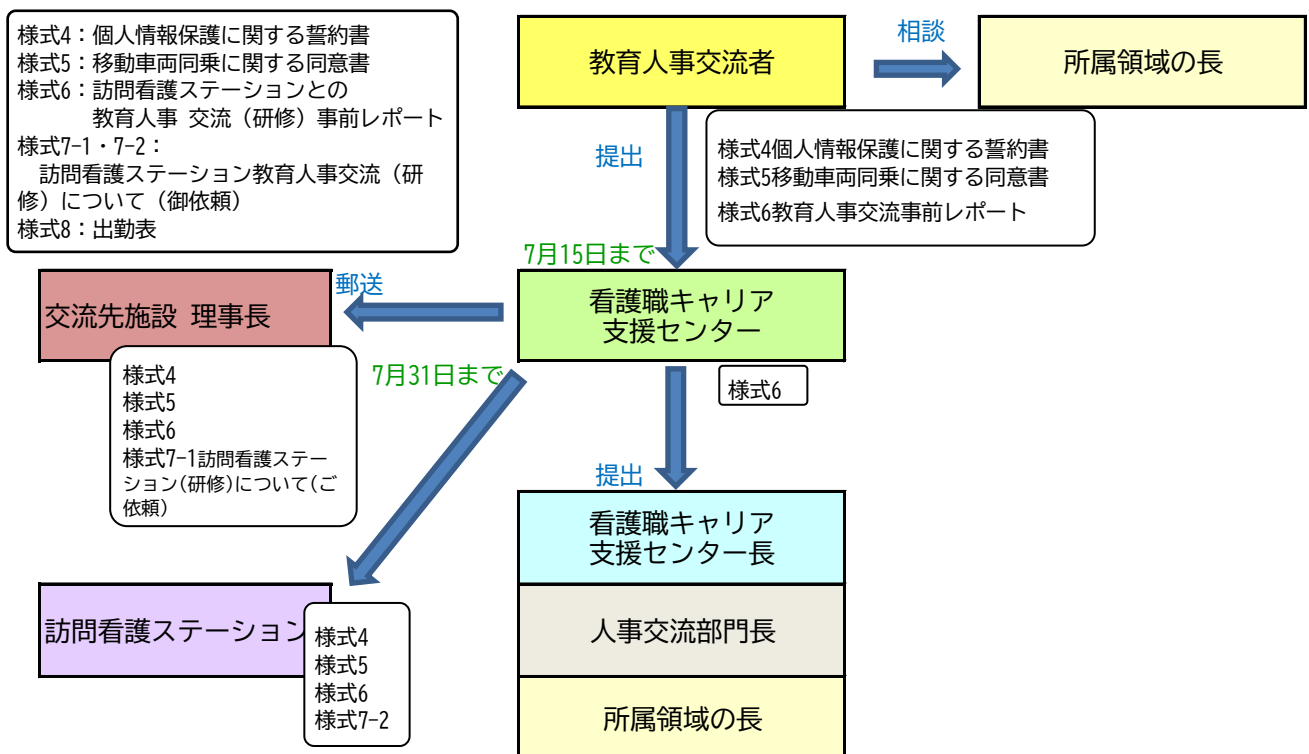 様式4：個人情報保護に関する誓約書
様式5：移動車両同乗に関する同意書
様式6：訪問看護ステーションとの
教育人事 交流（研修）事前レポート
様式7-1・7-2：
訪問看護ステーション教育人事交流（研
修）について（御依頼）
様式8：出勤表
教育人事交流者
相談
所属領域の長
提出
様式4個人情報保護に関する誓約書
様式5移動車両同乗に関する同意書
様式6教育人事交流事前レポート
7月15日まで
郵送
交流先施設 理事長
看護職キャリア
支援センター
様式4
様式5
様式6
様式7-1訪問看護ステー
ション(研修)について(ご
依頼)
7月31日まで
様式6
提出
看護職キャリア
支援センター長
人事交流部門長
所属領域の長
訪問看護ステーション
様式4
様式5
様式6
様式7-2